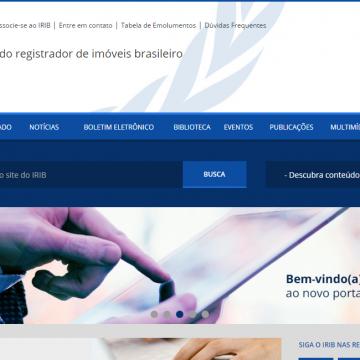 ssocie-se ao IRIB | Entre em contato | Tabela de Emolumentos | Dúvidas Frequentes
do registrador de imóveis brasileiro
ADO NOTÍCIAS BOLETIM ELETRÔNICO BIBLIOTECA EVENTOS PUBLICAÇÕES MULTIMÍ
o site do IRIB BUSCA - Descubra conteúdo
Bem-vindo(a)
ao novo porta
SIGA O IRIB NAS RE